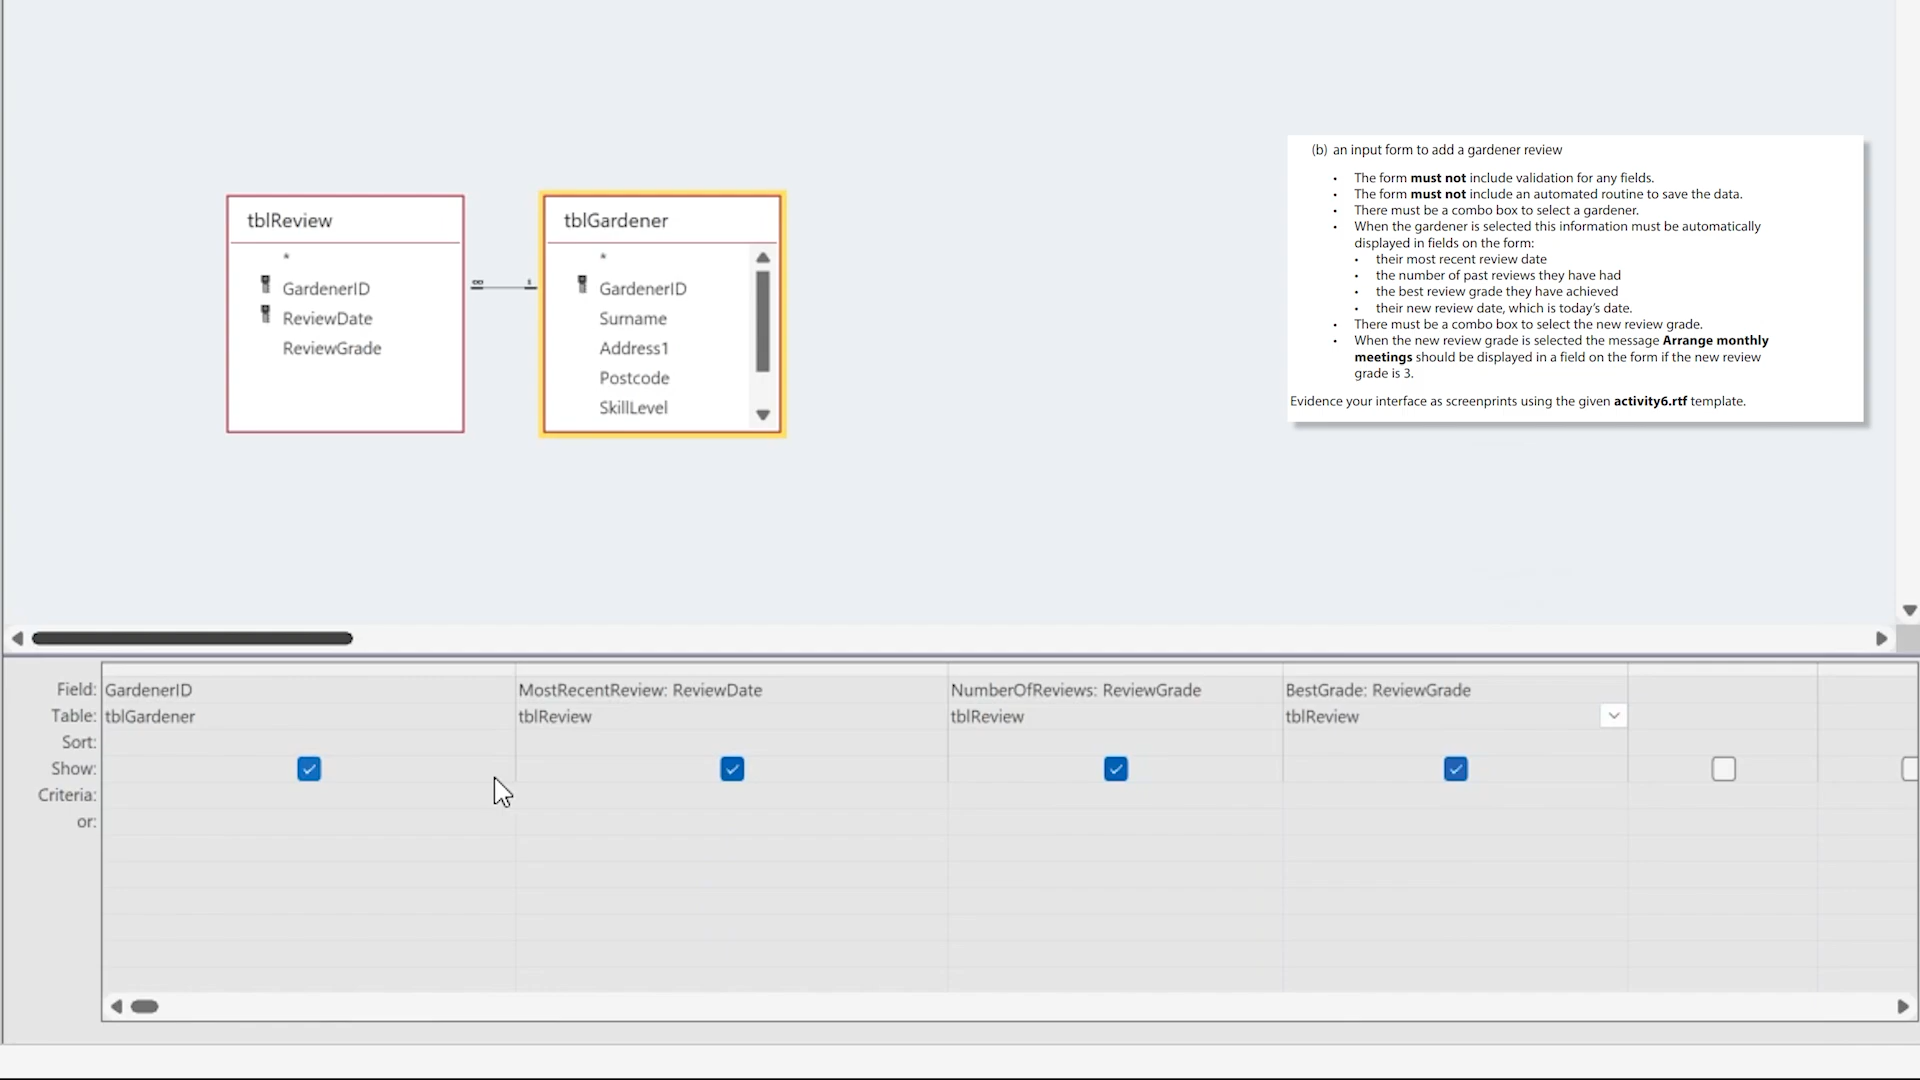 tblReview
*
GardenerID
ReviewDate
ReviewGrade
∞ 1
tblGardener
*
GardenerID
Surname
Address1
Postcode
SkillLevel
(b) an input form to add a gardener review
• The form must not include validation for any fields.
• The form must not include an automated routine to save the data.
• There must be a combo box to select a gardener.
• When the gardener is selected this information must be automatically
displayed in fields on the form:
• their most recent review date
• the number of past reviews they have had
• the best review grade they have achieved
• their new review date, which is today's date.
• There must be a combo box to select the new review grade.
• When the new review grade is selected the message Arrange monthly
meetings should be displayed in a field on the form if the new review
grade is 3.
Evidence your interface as screenprints using the given activity6.rtf template.
Field: GardenerID MostRecentReview: ReviewDate NumberOfReviews: ReviewGrade BestGrade: ReviewGrade
Table: tblGardener tblReview tblReview tblReview
Sort:
Show:
Criteria:
or: